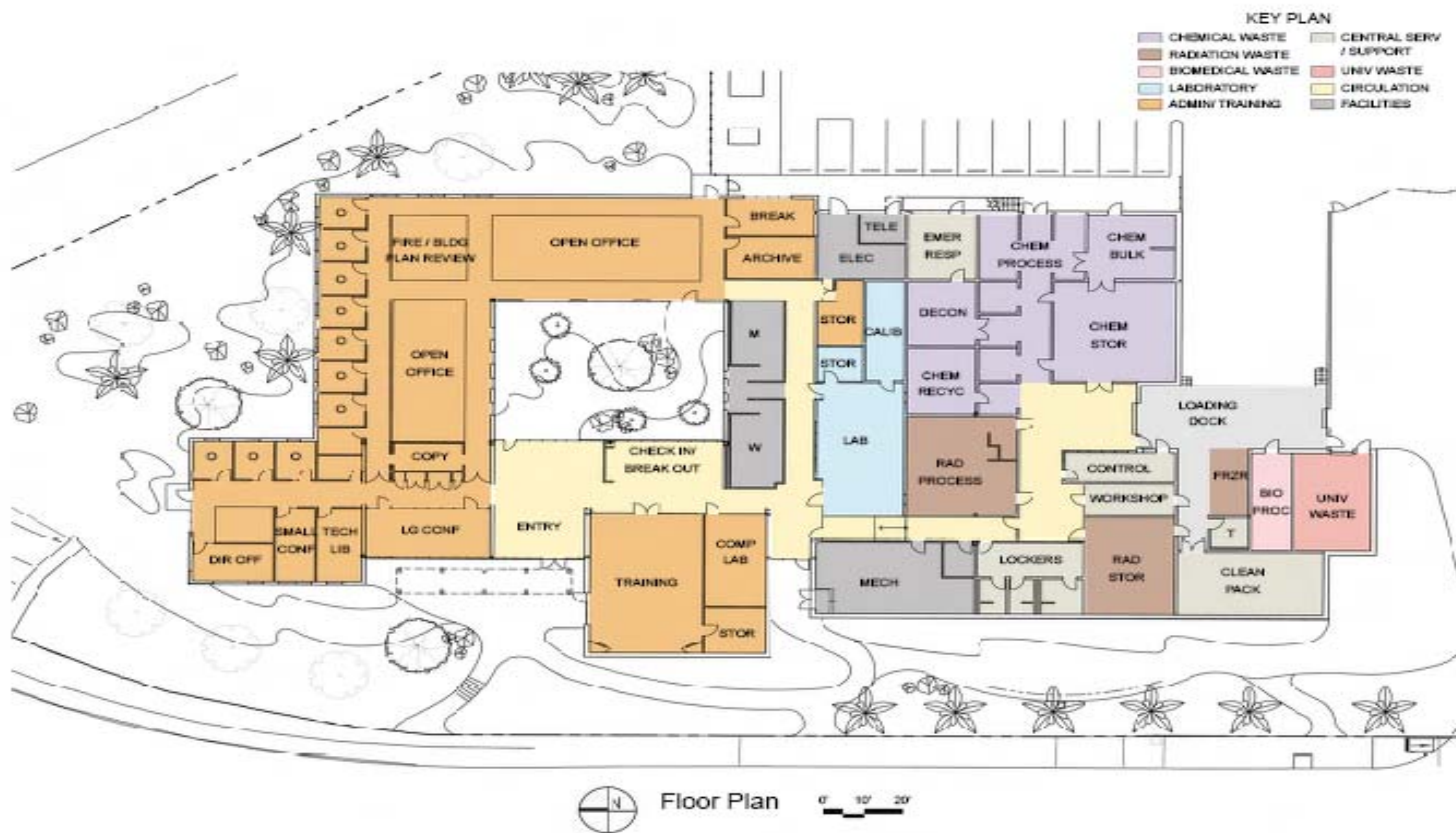 KEY PLAN
CHEMICAL WASTE
RADIATION WASTE
BIOMEDICAL WASTE
LABORATORY
ADMIN/ TRAINING
CENTRAL SERV
/ SUPPORT
UNIV WASTE
CIRCULATION
FACILITIES
BREAK
TELE
FIRE / BLDG
PLAN REVIEW
OPEN OFFICE
ARCHIVE
ELEC
EMER
RESP
CHEM
PROCESS
CHEM
BULK
O
O
O
O
O
O
O
M
STOR
CALIB
DECON
CHEM
STOR
OPEN
OFFICE
STOR
CHEM
RECYC
LOADING
DOCK
O
O
O
COPY
CHECK IN/
BREAK OUT
W
LAB
RAD
PROCESS
CONTROL
WORKSHOP
FRZR
BIO
PROC
UNIV
WASTE
DIR OFF
SMALL
CONF
TECH
LIB
LG CONF
ENTRY
T
TRAINING
COMP
LAB
MECH
LOCKERS
RAD
STOR
CLEAN
PACK
STOR
N
Floor Plan
0' 10' 20'